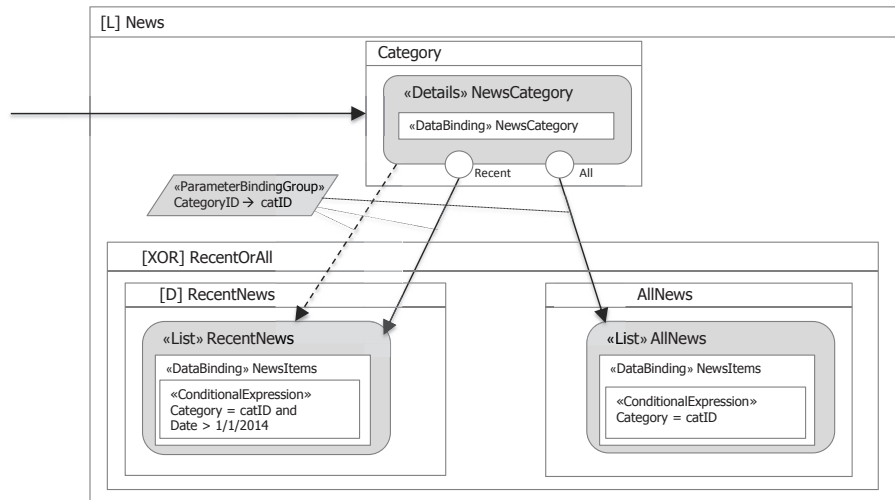 [L] News
Category
«Details» NewsCategory
«DataBinding» NewsCategory
Recent
All
«ParameterBindingGroup»
CategoryID → catID
[XOR] RecentOrAll
[D] RecentNews
«List» RecentNews
«DataBinding» NewsItems
«ConditionalExpression»
Category = catID and
Date > 1/1/2014
AllNews
«List» AllNews
«DataBinding» NewsItems
«ConditionalExpression»
Category = catID